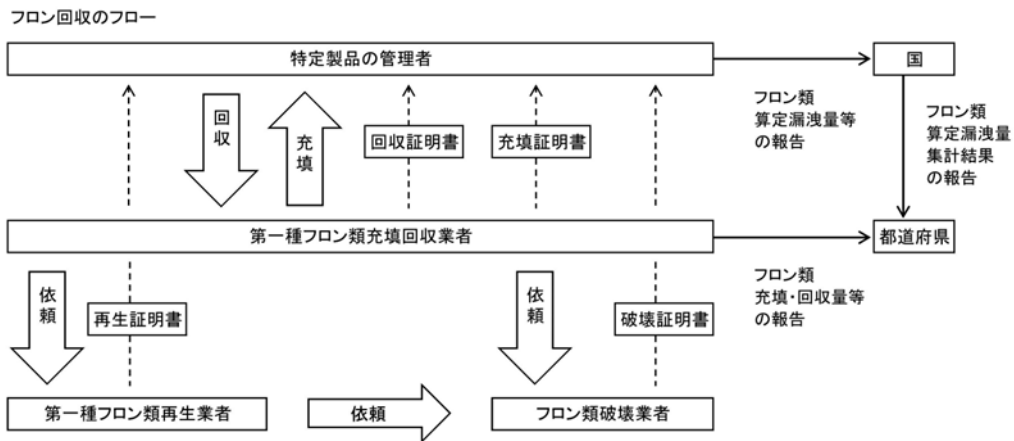 フロン回収のフロー
特定製品の管理者
国
回収
充填
回収証明書
充填証明書
フロン類
算定漏洩量等
の報告
フロン類
算定漏洩量
集計結果
の報告
第一種フロン類充填回収業者
都道府県
依頼
再生証明書
依頼
破壊証明書
フロン類
充填・回収量等
の報告
第一種フロン類再生業者
依頼
フロン類破壊業者